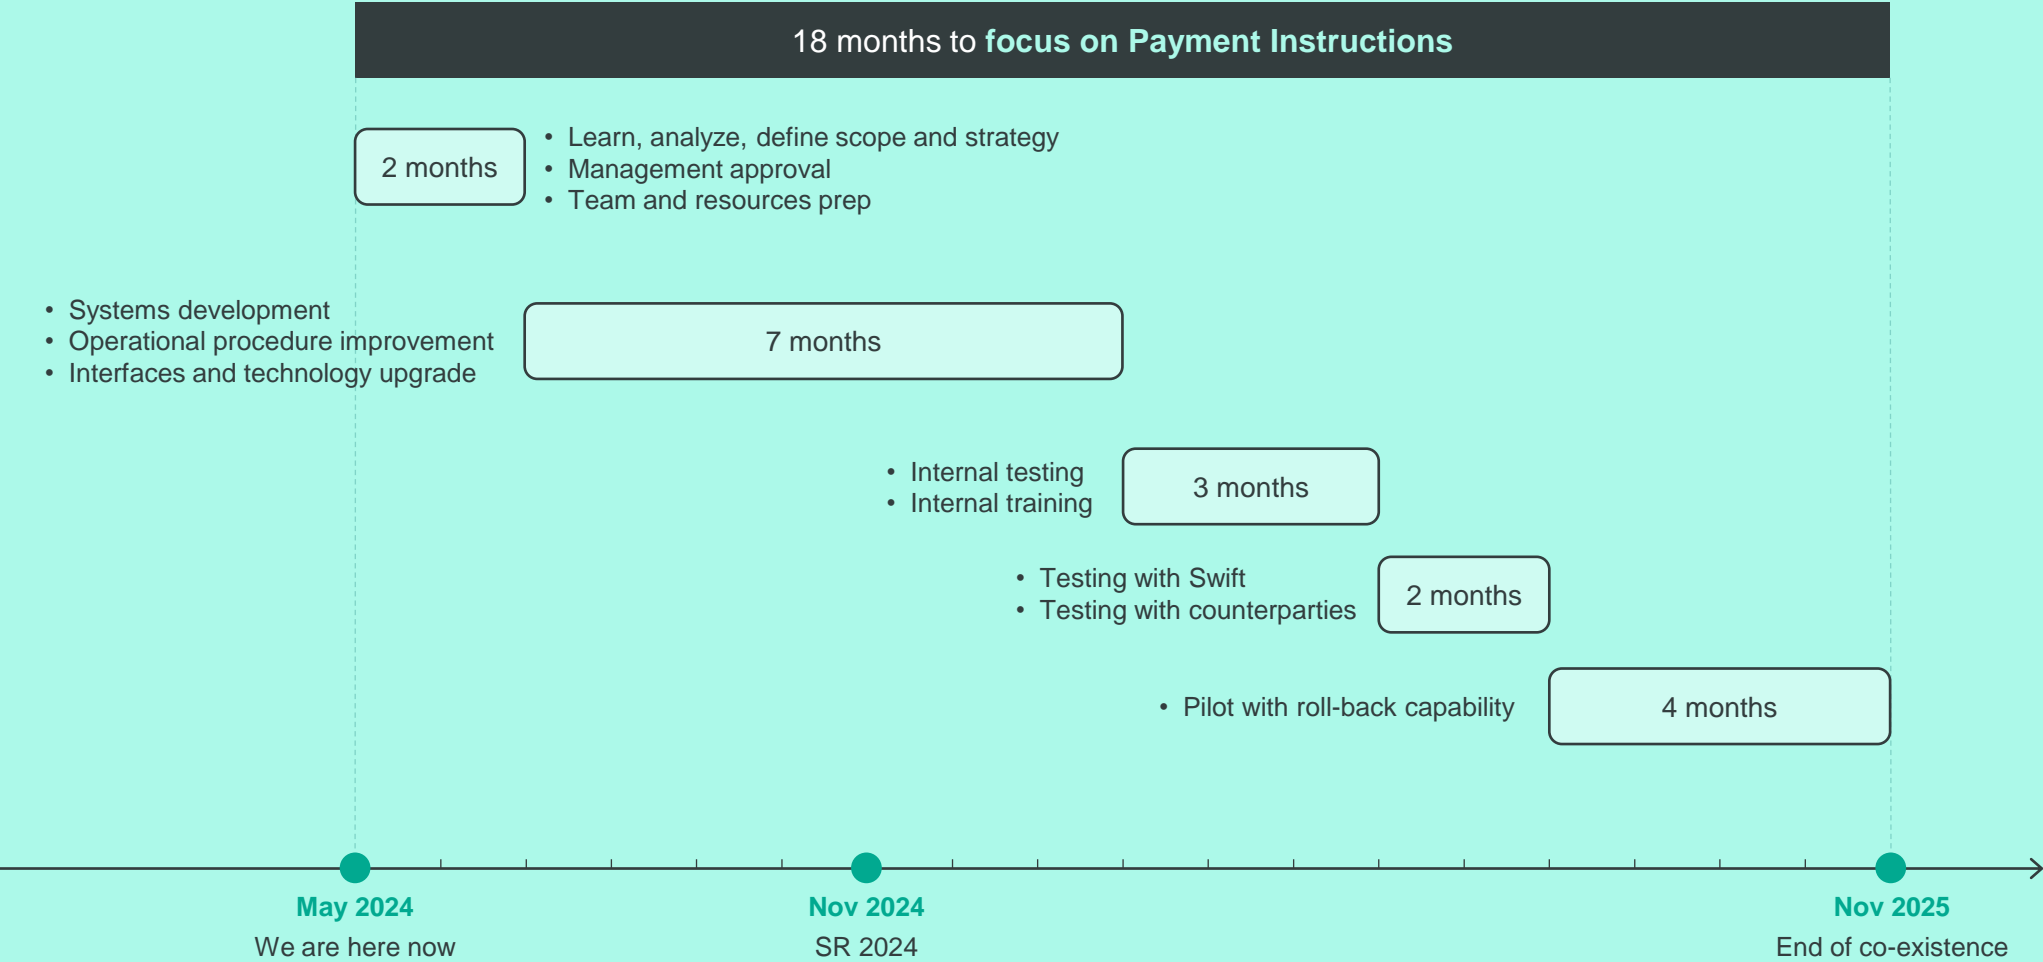 18 months to focus on Payment Instructions
2 months
• Learn, analyze, define scope and strategy
• Management approval
• Team and resources prep
• Systems development
• Operational procedure improvement
• Interfaces and technology upgrade
7 months
• Internal testing
• Internal training
3 months
• Testing with Swift
• Testing with counterparties
2 months
• Pilot with roll-back capability
4 months
May 2024
We are here now
Nov 2024
SR 2024
Nov 2025
End of co-existence